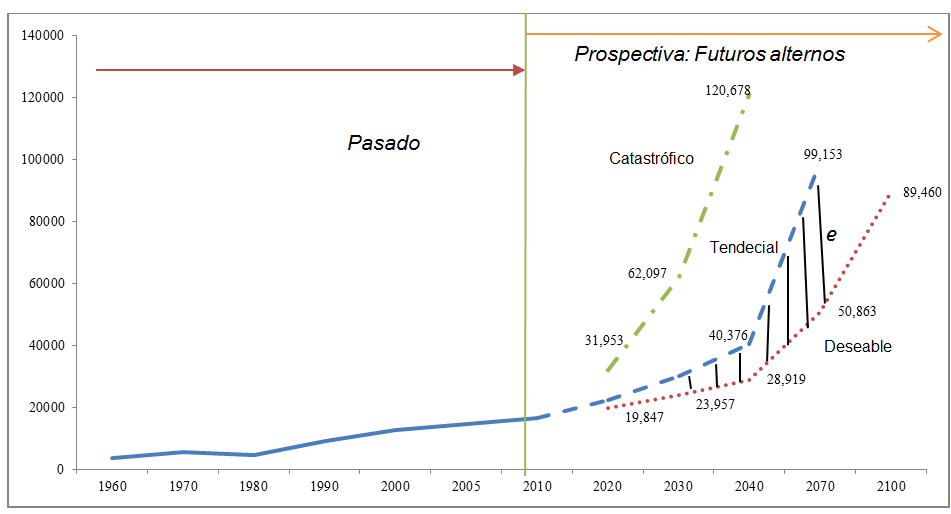 140000
120000
100000
80000
60000
40000
20000
0
Prospectiva: Futuros alternos
Pasado
120,678
Catastrófico
99,153
89,460
e
Tendecial
62,097
50,863
31,953
40,376
Deseable
28,919
23,957
19,847
1960 1970 1980 1990 2000 2005 2010 2020 2030 2040 2070 2100